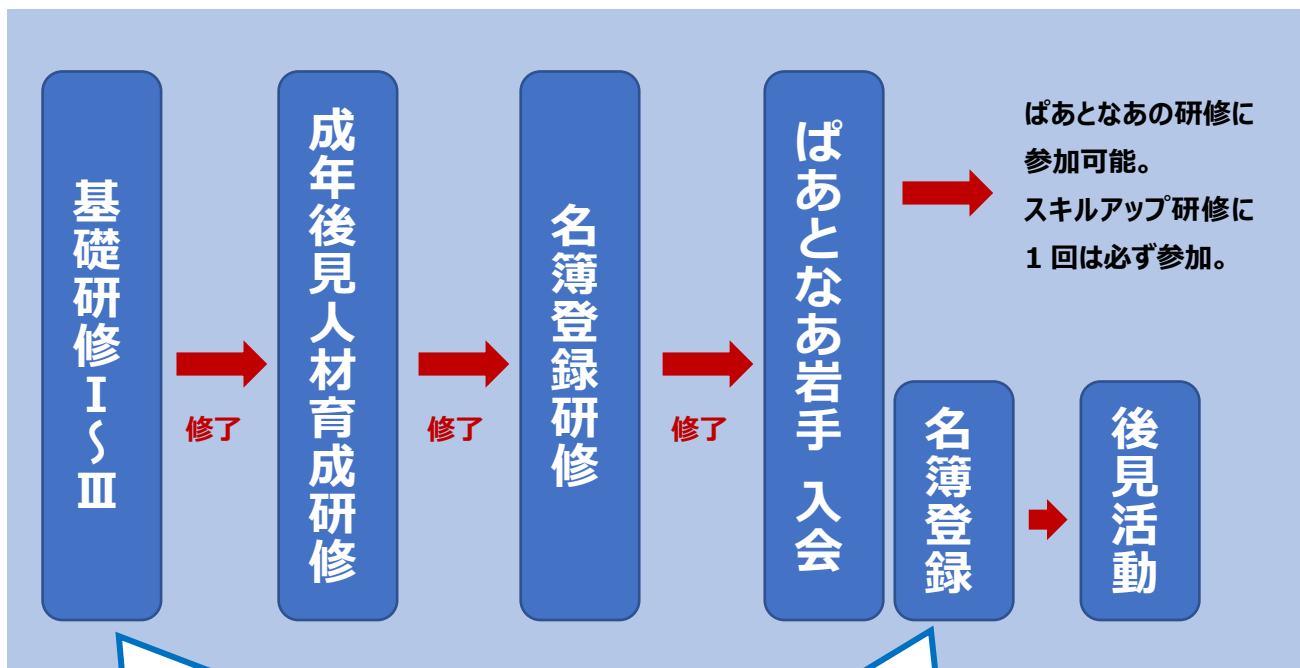 基礎研修Ⅰ～Ⅲ
修了
成年後見人材育成研修
修了
名簿登録研修
修了
ぱあとなあ岩手 入会
ぱあとなあの研修に
参加可能。
スキルアップ研修に
1 回は必ず参加。
名簿登録
後見活動